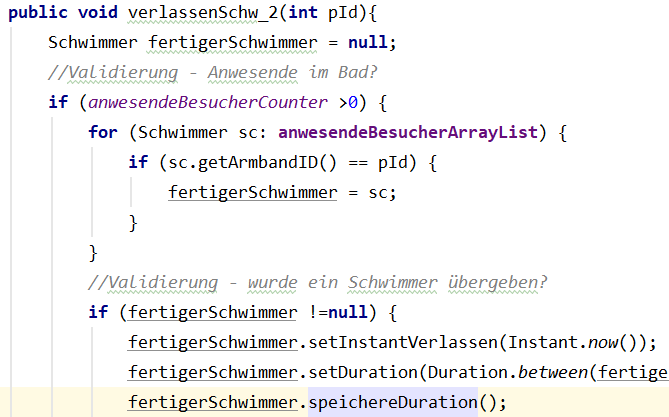 public void verlassenSchw_2(int pId){
Schwimmer fertigerSchwimmer = null;
//Validierung - Anwesende im Bad?
if (anwesendeBesucherCounter >0) {
for (Schwimmer sc: anwesendeBesucherArrayList) {
if (sc.getArmbandID() == pId) {
fertigerSchwimmer = sc;
}
}
//Validierung - wurde ein Schwimmer übergeben?
if (fertigerSchwimmer !=null) {
fertigerSchwimmer.setInstantVerlassen(Instant.now());
fertigerSchwimmer.setDuration(Duration.between(fertige
fertigerSchwimmer.speichereDuration();